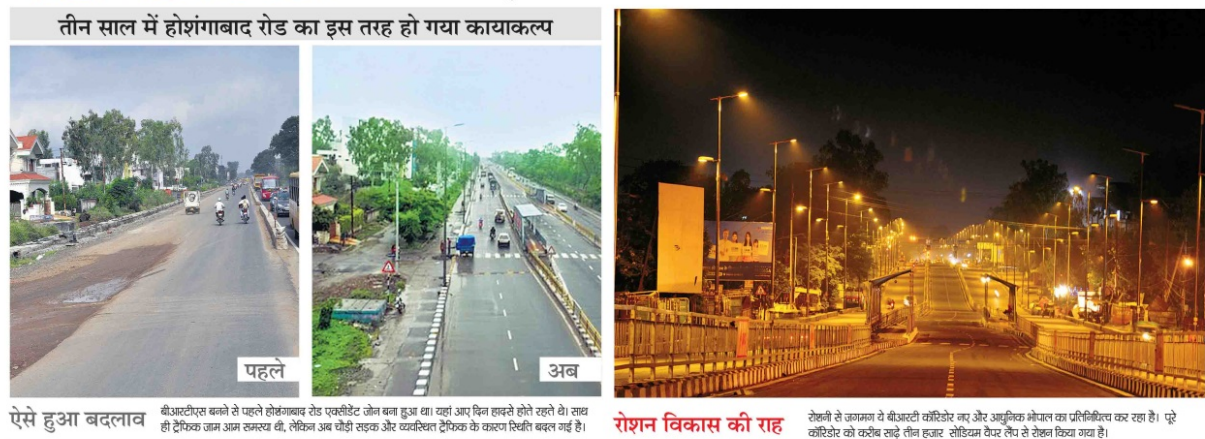 तीन साल में होशंगाबाद रोड का इस तरह हो गया कायाकल्प
पहले
अब
ऐसे हुआ बदलाव
बीआरटीएस बनने से पहले होशंगाबाद रोड एक्सीडेंट जोन बना हुआ था। यहां आए दिन हादसे होते रहते थे। साथ
ही ट्रैफिक जाम आम समस्या थी, लेकिन अब चौड़ी सड़क और व्यवस्थित ट्रैफिक के कारण स्थिति बदल गई है।
रोशन विकास की राह
रोशनी से जगमग ये बीआरटी कॉरिडोर नए और आधुनिक भोपाल का प्रतिनिधित्व कर रहा है। पूरे
कॉरिडोर को करीब साढ़े तीन हजार सोडियम वैपर लैंप से रोशन किया गया है।